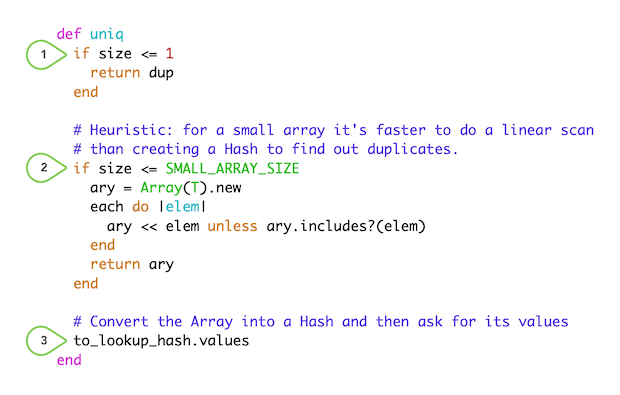 def uniq
1 if size <= 1
return dup
end
# Heuristic: for a small array it's faster to do a linear scan
# than creating a Hash to find out duplicates.
2 if size <= SMALL_ARRAY_SIZE
ary = Array(T).new
each do |elem|
ary << elem unless ary.includes?(elem)
end
return ary
end
# Convert the Array into a Hash and then ask for its values
3 to_lookup_hash.values
end